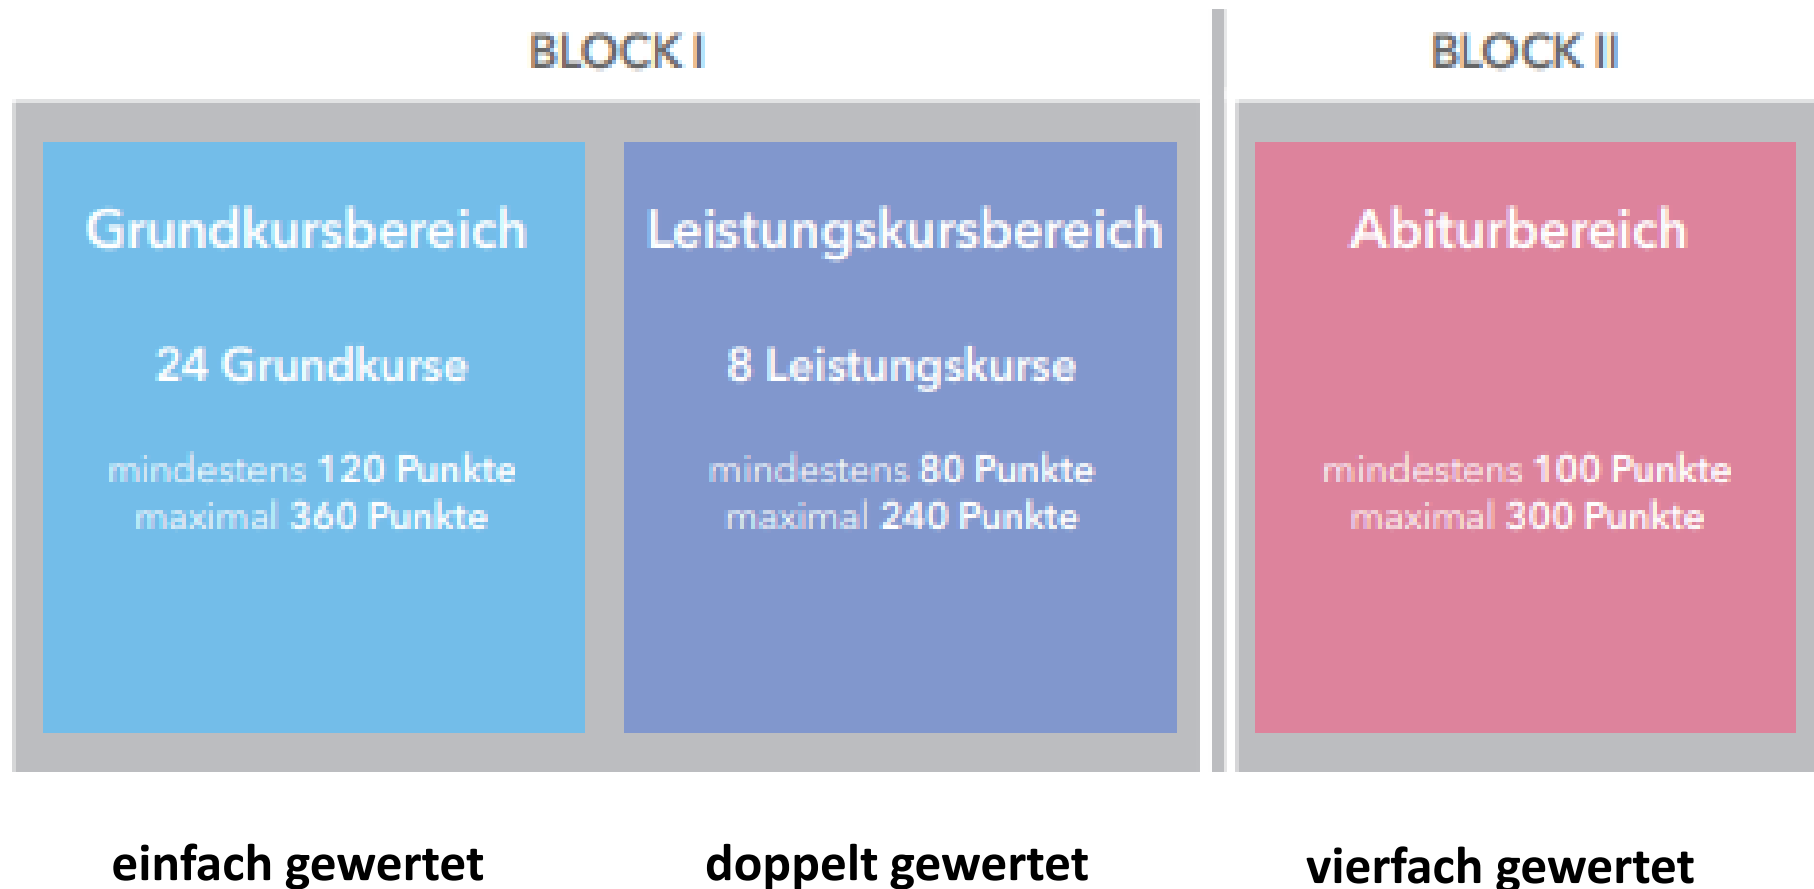 BLOCK I
Grundkursbereich
24 Grundkurse
mindestens 120 Punkte
maximal 360 Punkte
einfach gewertet
Leistungskursbereich
8 Leistungskurse
mindestens 80 Punkte
maximal 240 Punkte
doppelt gewertet
BLOCK II
Abiturbereich
mindestens 100 Punkte
maximal 300 Punkte
vierfach gewertet